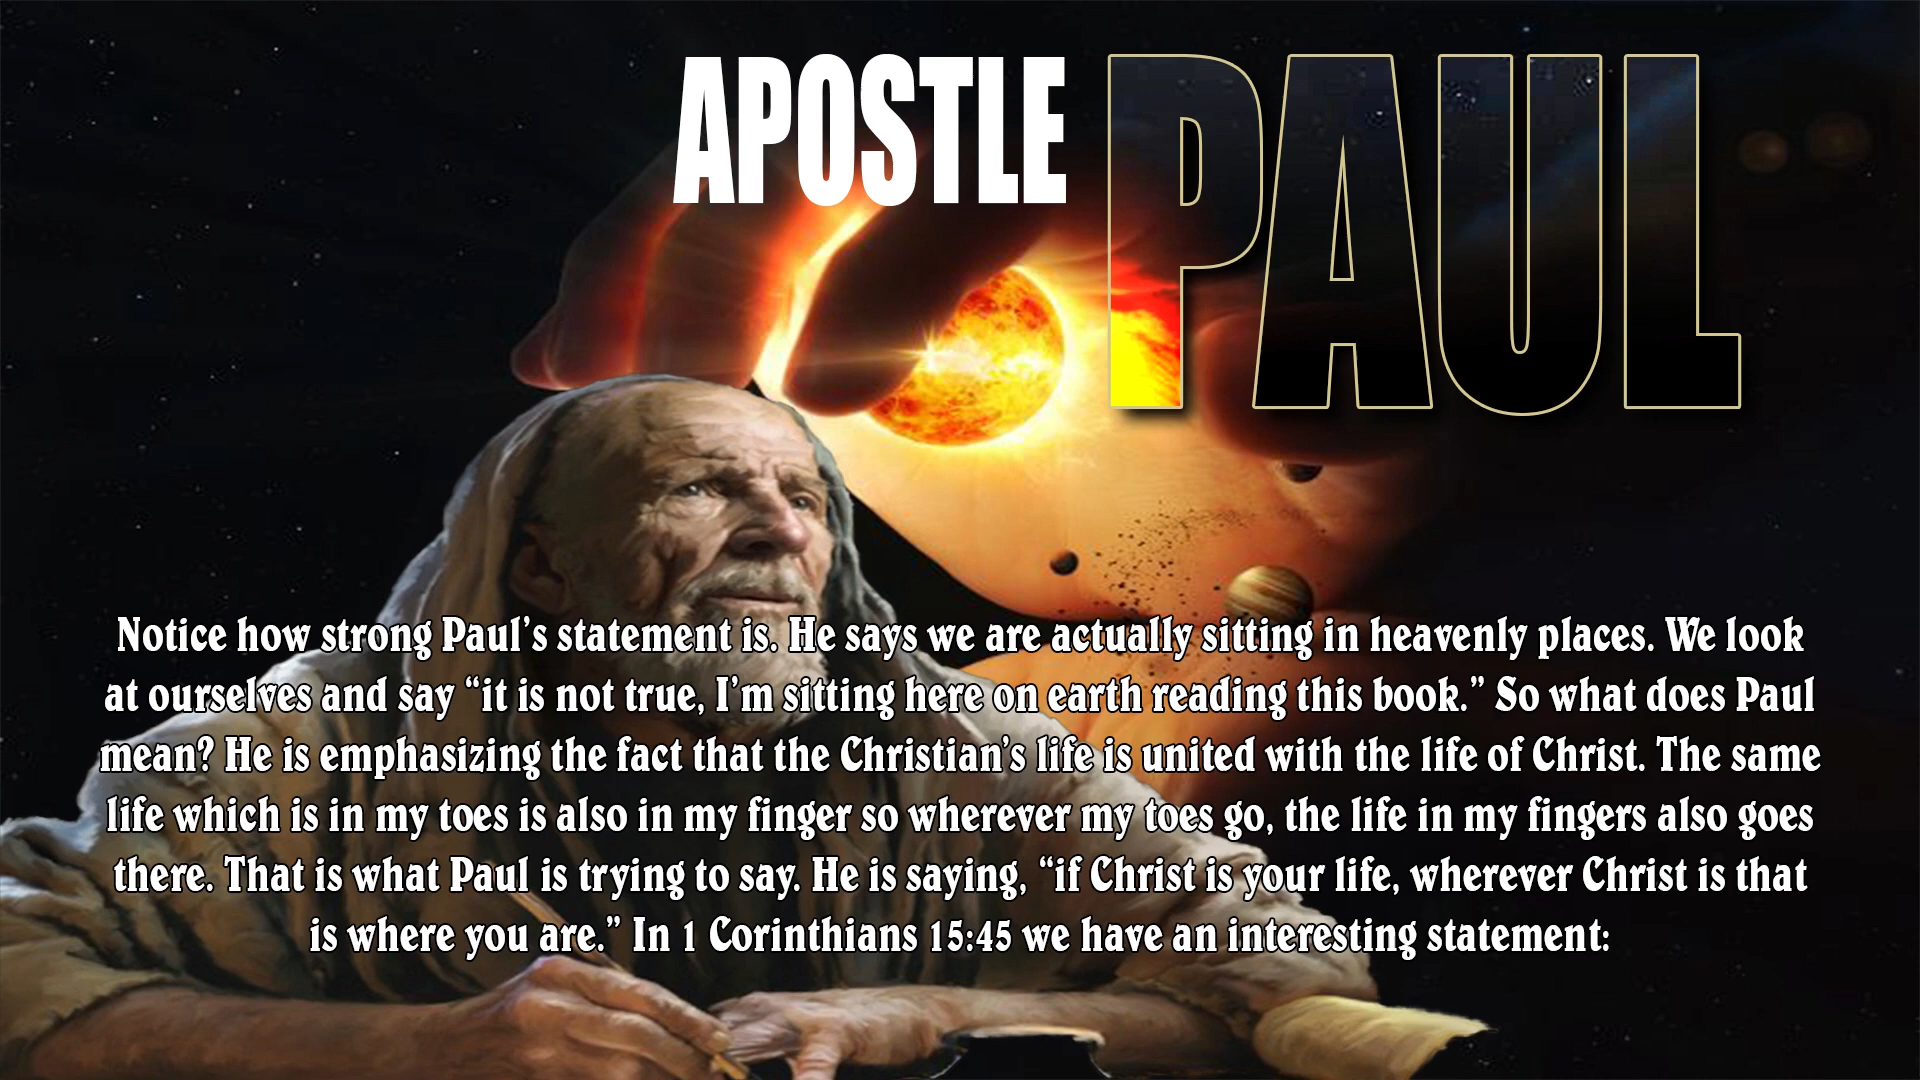 APOSTLE PAUL
Notice how strong Paul’s statement is. He says we are actually sitting in heavenly places. We look
at ourselves and say “it is not true, I’m sitting here on earth reading this book.” So what does Paul
mean? He is emphasizing the fact that the Christian’s life is united with the life of Christ. The same
life which is in my toes is also in my finger so wherever my toes go, the life in my fingers also goes
there. That is what Paul is trying to say. He is saying, “if Christ is your life, wherever Christ is that
is where you are.” In 1 Corinthians 15:45 we have an interesting statement: